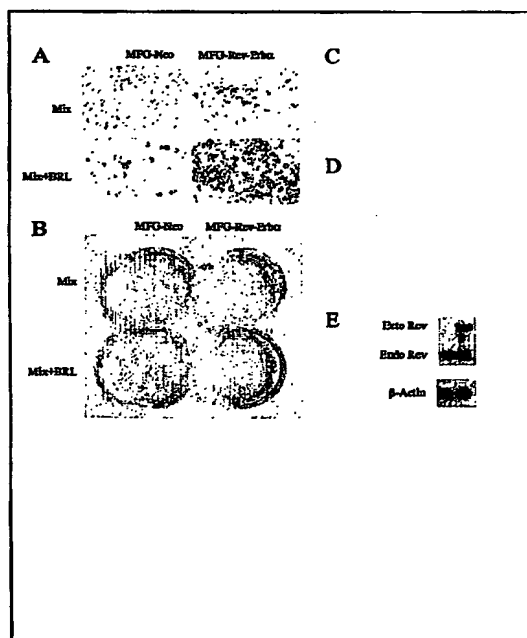 A
MFG-Neo MFG-Rev-Erbα
Mix
Mix+BRL
B
MFG-Neo MFG-Rev-Erbα
Mix
Mix+BRL
C
D
E
Exto Rev
Endo Rev
β-Actin